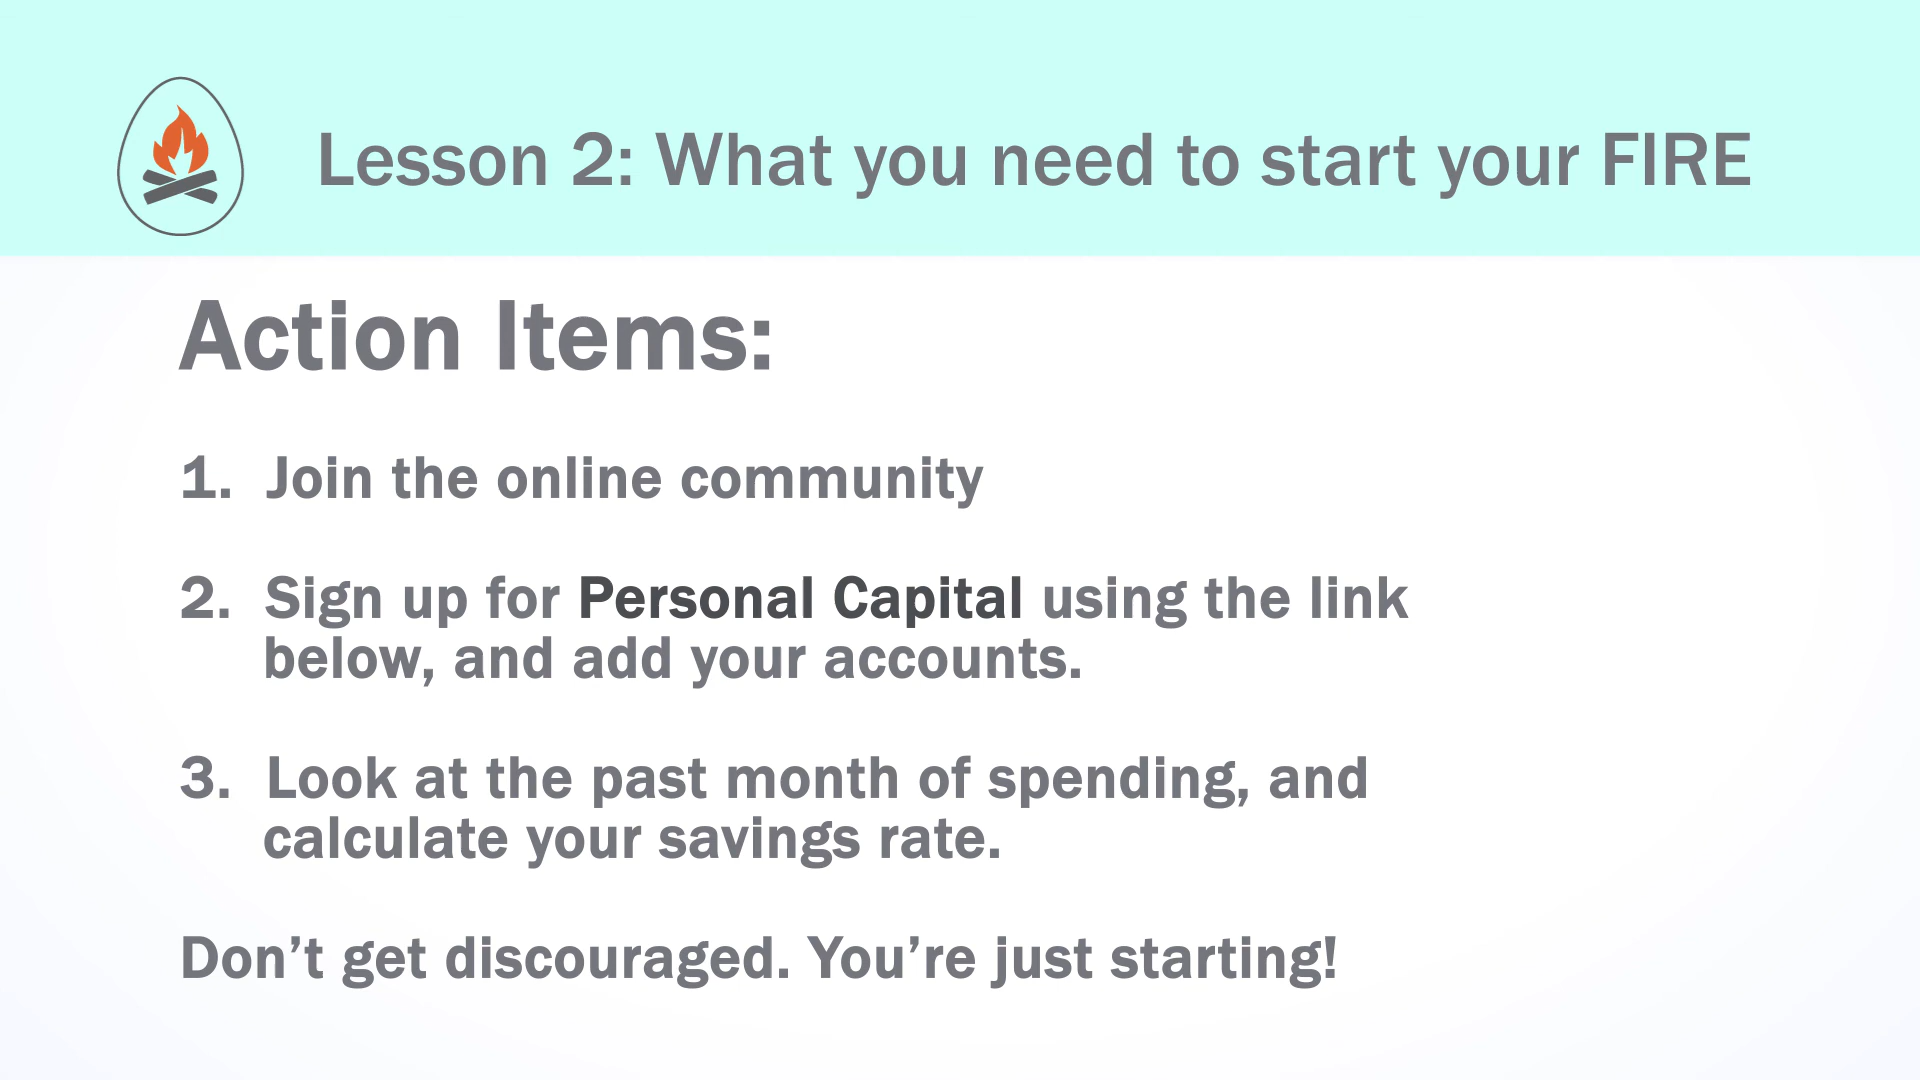 Lesson 2: What you need to start your FIRE
Action Items:
1. Join the online community
2. Sign up for Personal Capital using the link
below, and add your accounts.
3. Look at the past month of spending, and
calculate your savings rate.
Don’t get discouraged. You’re just starting!